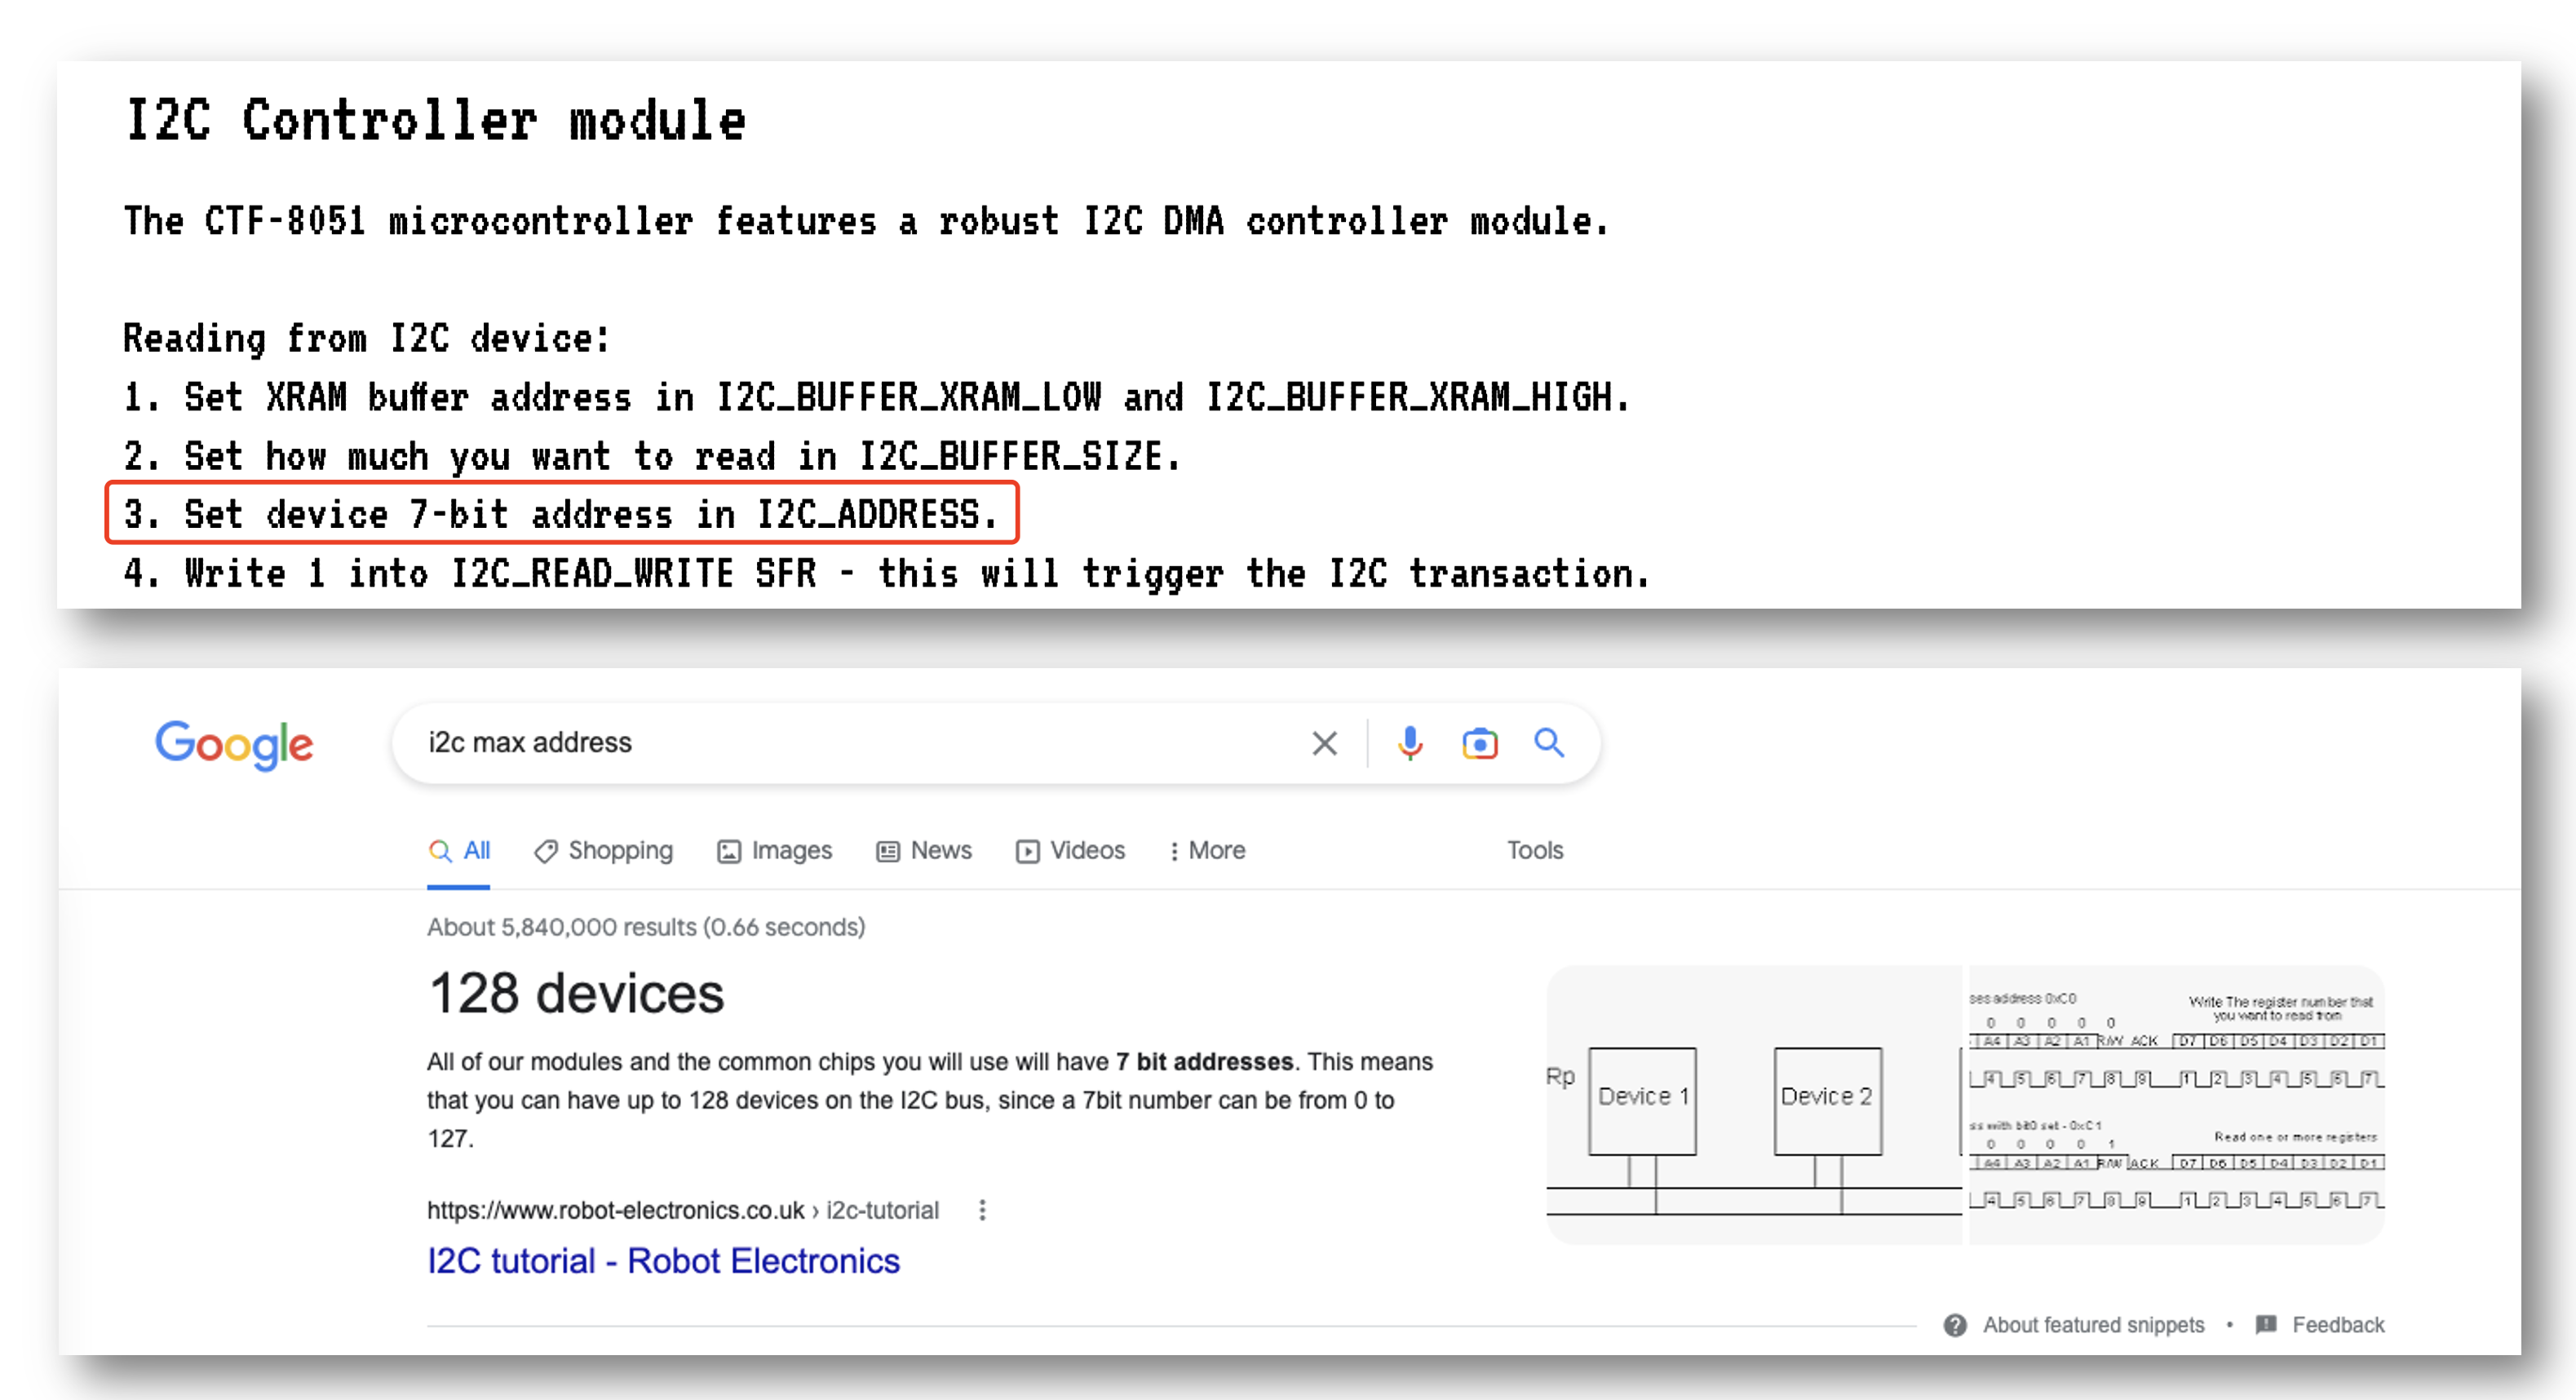 I2C Controller module
The CTF-8051 microcontroller features a robust I2C DMA controller module.
Reading from I2C device:
1. Set XRAM buffer address in I2C_BUFFER_XRAM_LOW and I2C_BUFFER_XRAM_HIGH.
2. Set how much you want to read in I2C_BUFFER_SIZE.
3. Set device 7-bit address in I2C_ADDRESS.
4. Write 1 into I2C_READ_WRITE SFR - this will trigger the I2C transaction.
Google
i2c max address
All Shopping Images News Videos More Tools
About 5,840,000 results (0.66 seconds)
128 devices
All of our modules and the common chips you will use will have 7 bit addresses. This means
that you can have up to 128 devices on the I2C bus, since a 7bit number can be from 0 to
127.
https://www.robot-electronics.co.uk › i2c-tutorial
I2C tutorial - Robot Electronics
Rp
Device 1
Device 2
ses address 0xC0
Write The register number that
you want to read from
0 0 0 0 0
A4 A3 A2 A1 R/W ACK D7 D6 D5 D4 D3 D2 D1
4 5 6 7 8 9 1 2 3 4 5 6 7
ss with bit0 set - 0xC1
Read one or more registers
0 0 0 0 1
A4 A3 A2 A1 R/W ACK D7 D6 D5 D4 D3 D2 D1
4 5 6 7 8 9 1 2 3 4 5 6 7
About featured snippets • Feedback